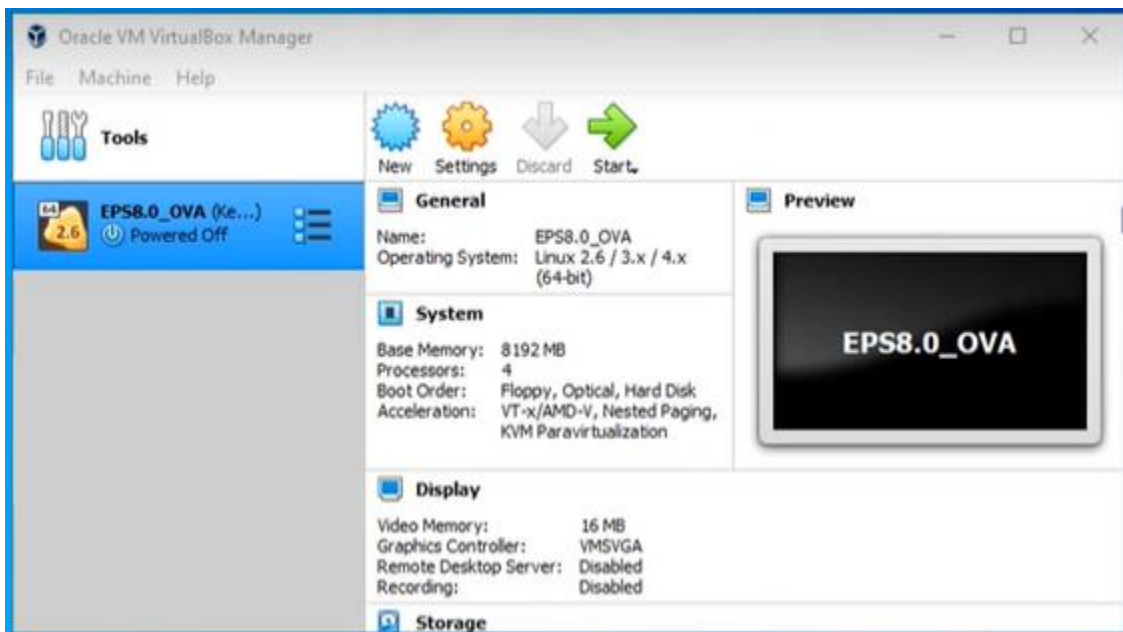 Oracle VM VirtualBox Manager
File Machine Help
Tools
New Settings Discard Start
64
2.6
EPS8.0_OVA (Ke...)
Powered Off
General
Name: EPS8.0_OVA
Operating System: Linux 2.6 / 3.x / 4.x
(64-bit)
System
Base Memory: 8192 MB
Processors: 4
Boot Order: Floppy, Optical, Hard Disk
Acceleration: VT-x/AMD-V, Nested Paging,
KVM Paravirtualization
Preview
EPS8.0_OVA
Display
Video Memory: 16 MB
Graphics Controller: VMSVGA
Remote Desktop Server: Disabled
Recording: Disabled
Storage